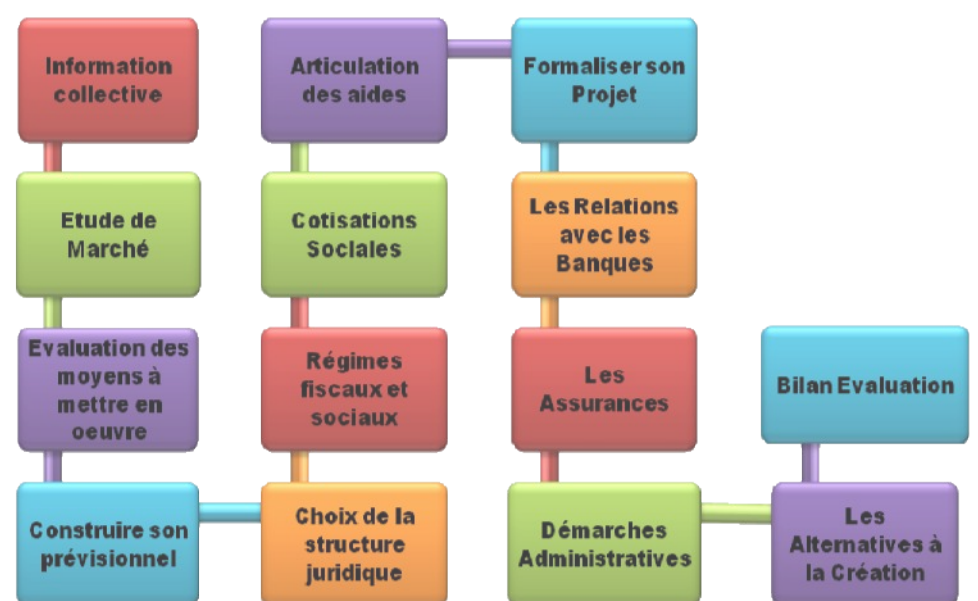 Information
collective
Etude de
Marché
Evaluation des
moyens à
mettre en
oeuvre
Construire son
prévisionnel
Choix de la
structure
juridique
Régimes
fiscaux et
sociaux
Cotisations
Sociales
Articulation
des aides
Formaliser son
Projet
Les Relations
avec les
Banques
Les
Assurances
Démarches
Administratives
Les
Alternatives à
la Création
Bilan Evaluation